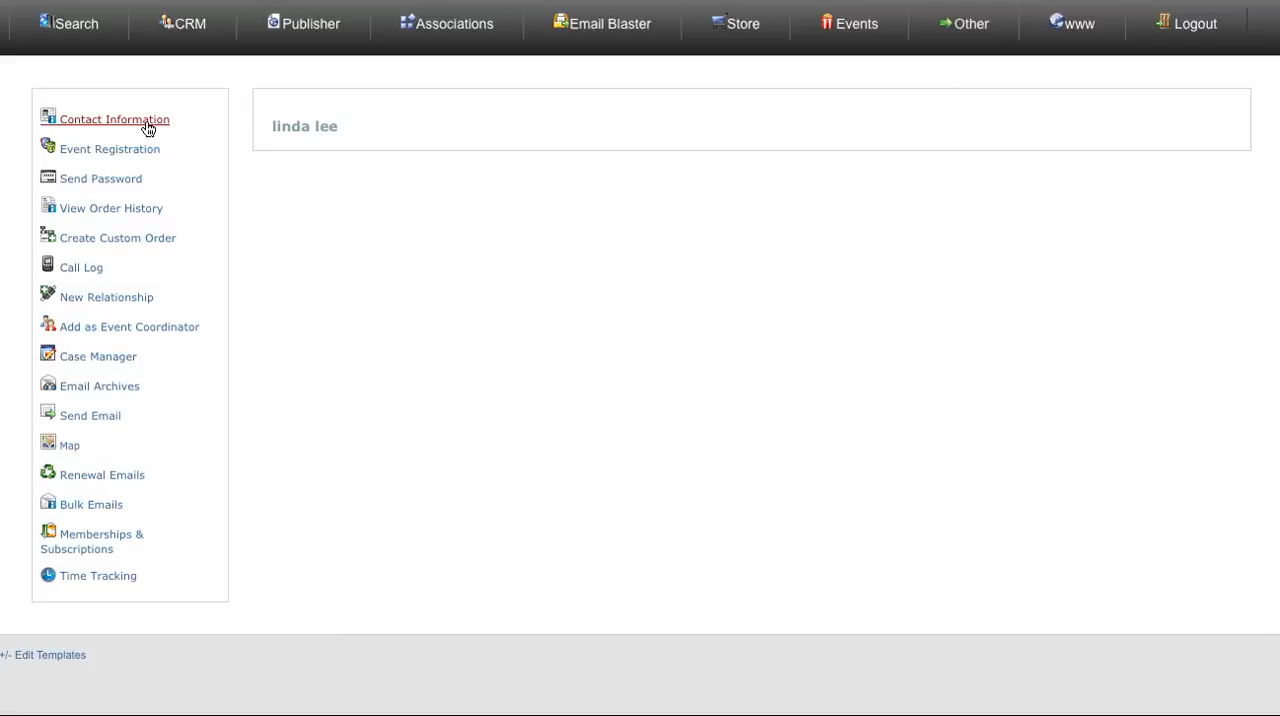 Search CRM Publisher Associations Email Blaster Store Events Other www Logout
Contact Information
linda lee
Event Registration
Send Password
View Order History
Create Custom Order
Call Log
New Relationship
Add as Event Coordinator
Case Manager
Email Archives
Send Email
Map
Renewal Emails
Bulk Emails
Memberships &
Subscriptions
Time Tracking
+/- Edit Templates